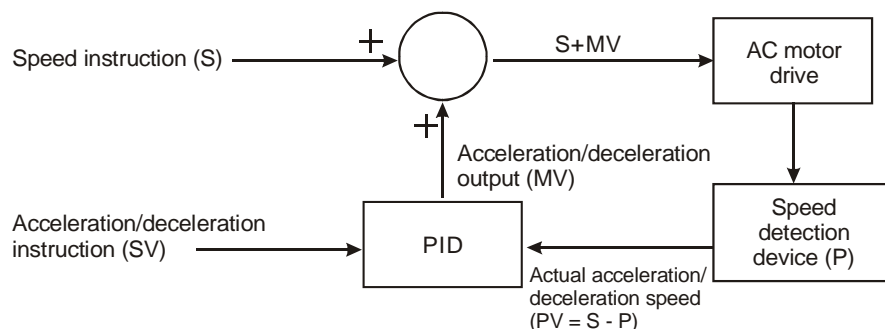 Speed instruction (S)
+
S+MV
AC motor
drive
+
Acceleration/deceleration
output (MV)
Acceleration/deceleration
instruction (SV)
PID
Speed
detection
device (P)
Actual acceleration/
deceleration speed
(PV = S - P)